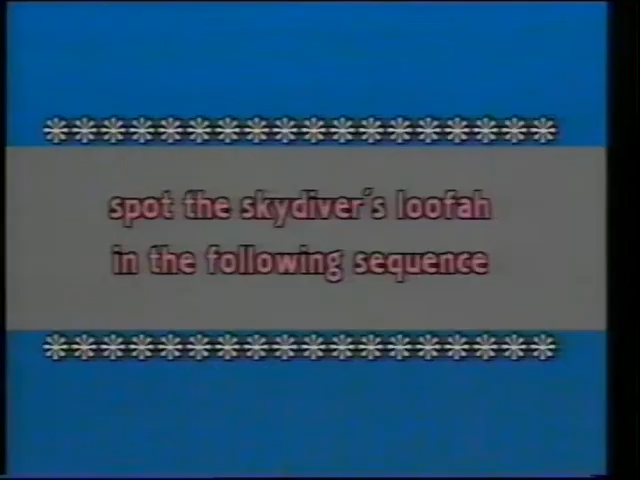 spot the skydiver's loofah
in the following sequence